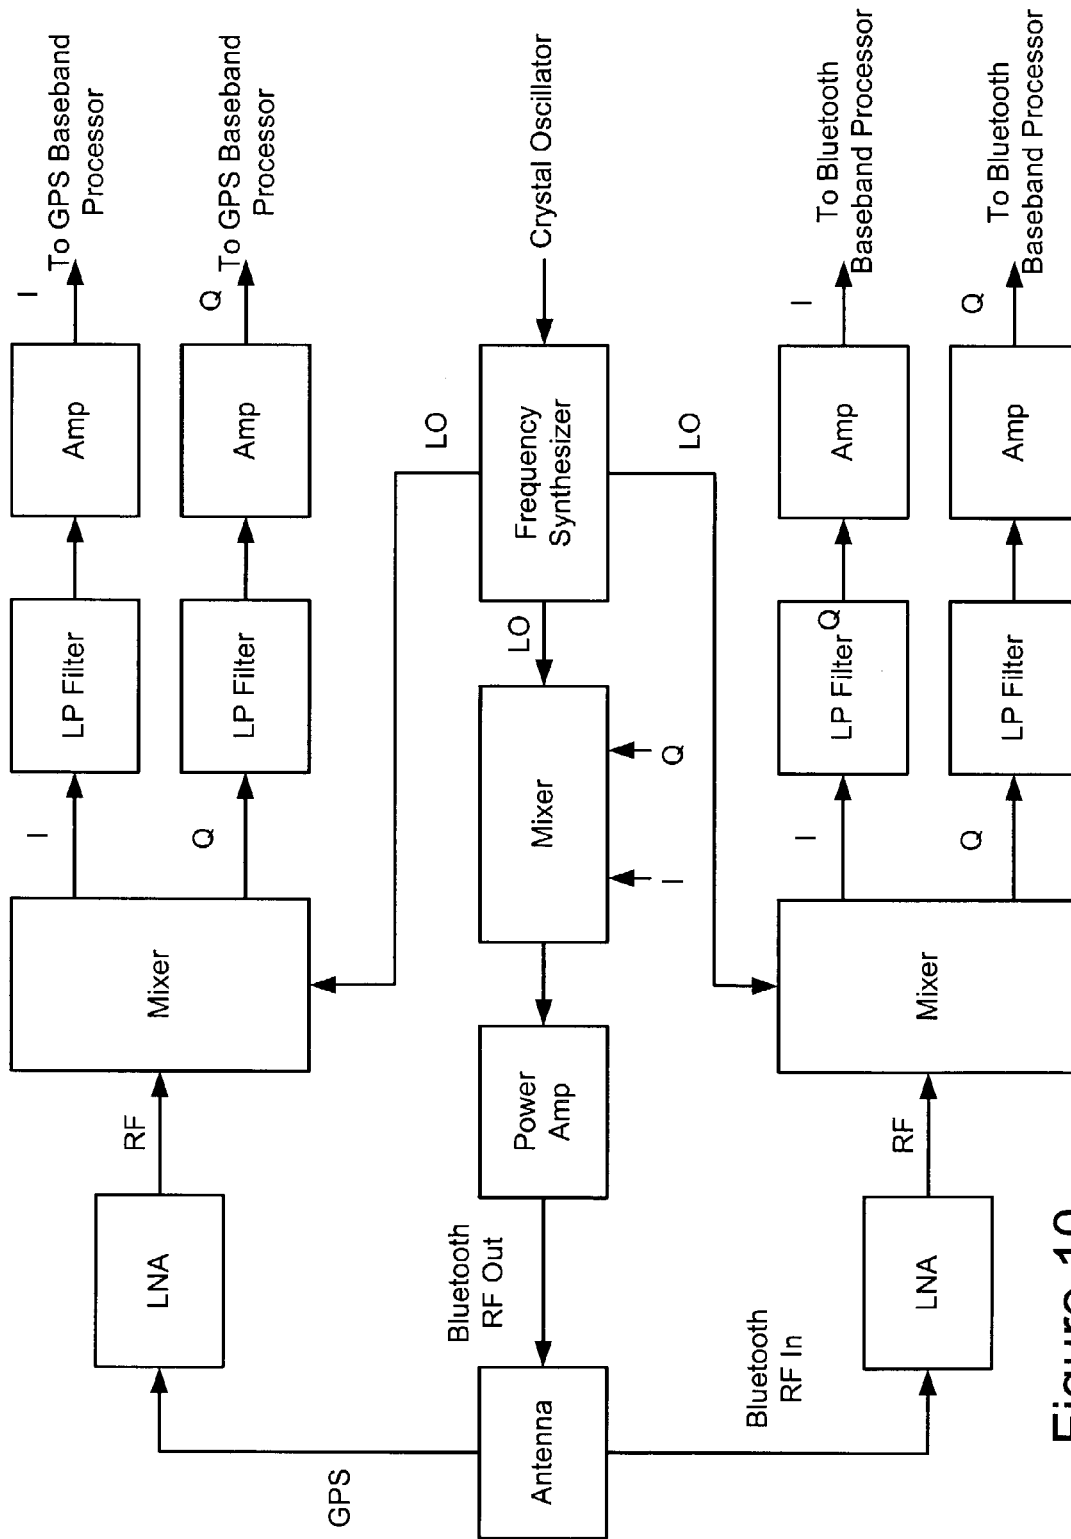 GPS
LNA
RF
Mixer
I
LP Filter
Amp
I
To GPS Baseband
Processor
Q
LP Filter
Amp
Q
To GPS Baseband
Processor
LO
Antenna
Bluetooth
RF Out
Power
Amp
Mixer
I
Q
LO
Frequency
Synthesizer
Crystal Oscillator
LO
Bluetooth
RF In
LNA
RF
Mixer
I
LP Filter
Q
Amp
I
To Bluetooth
Baseband Processor
Q
LP Filter
Amp
Q
To Bluetooth
Baseband Processor
Figure